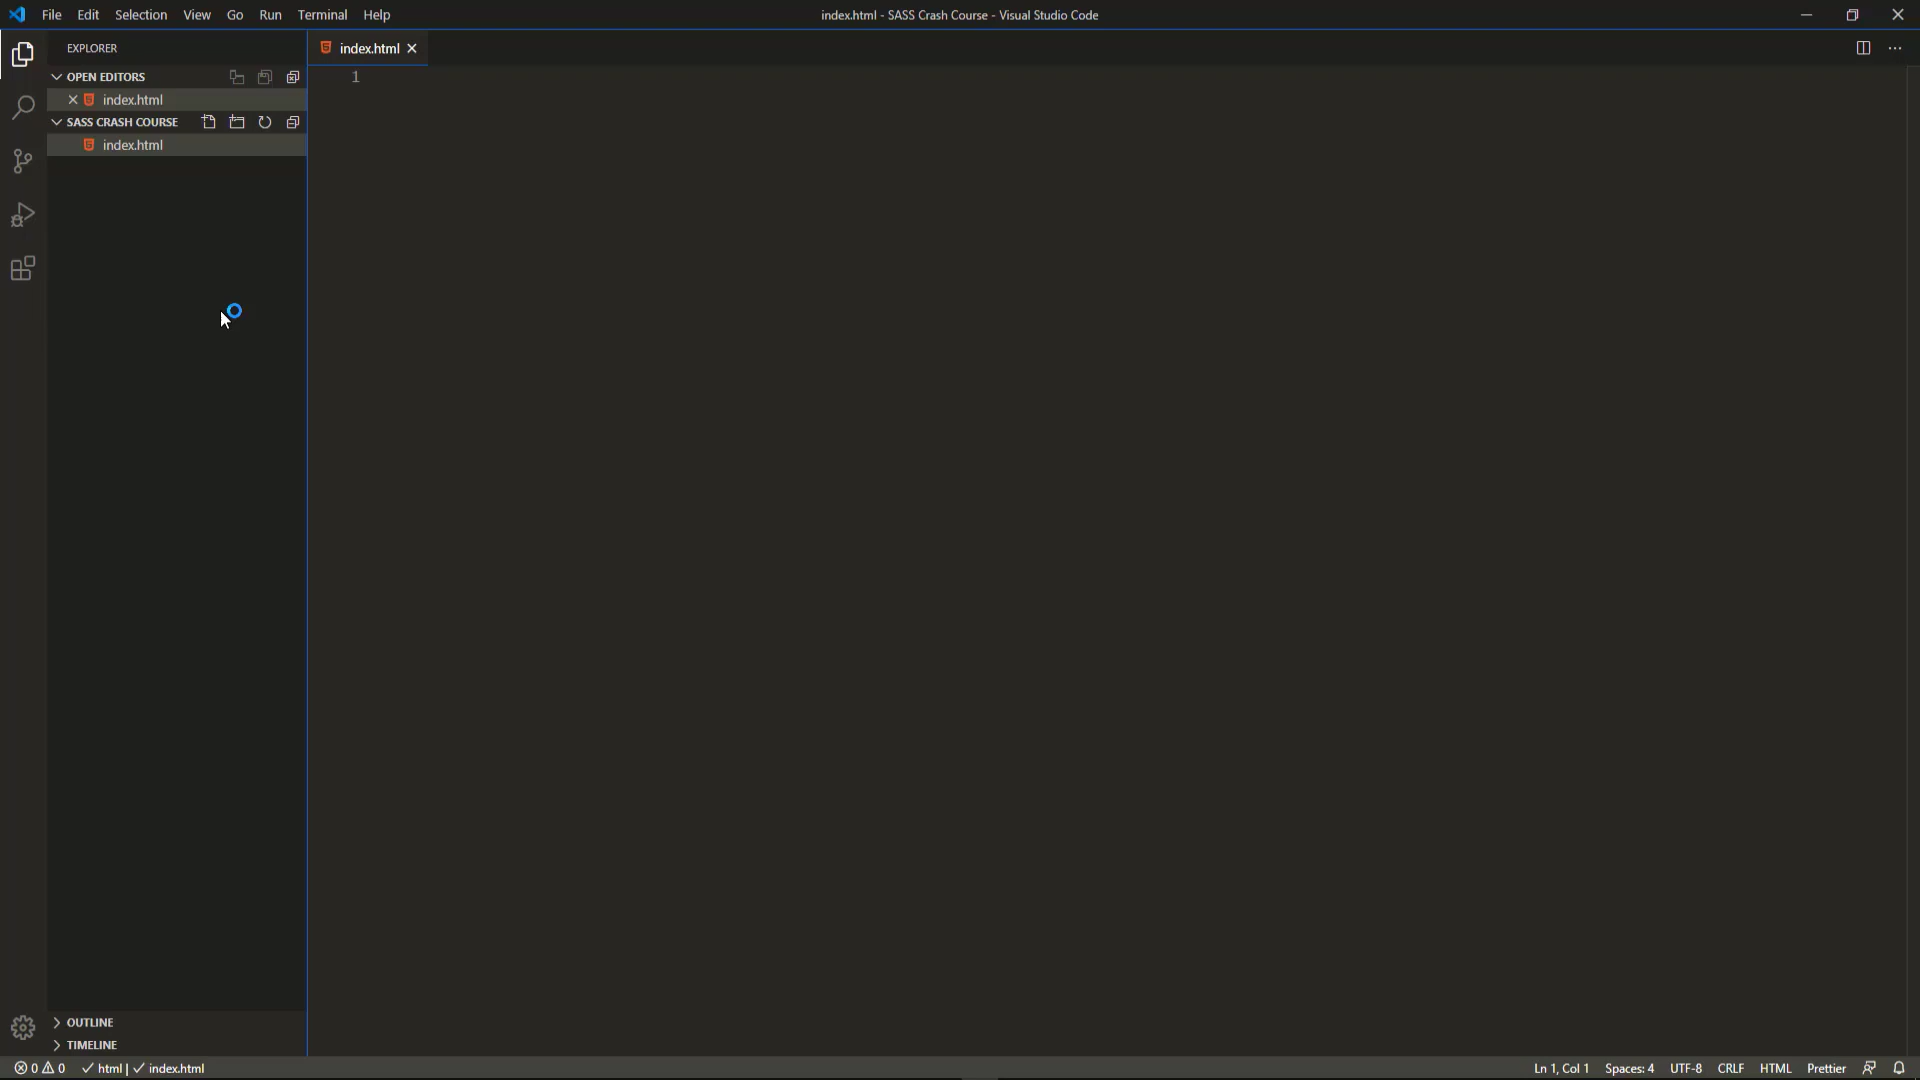 File Edit Selection View Go Run Terminal Help
index.html - SASS Crash Course - Visual Studio Code
EXPLORER
index.html
OPEN EDITORS
1
index.html
SASS CRASH COURSE
index.html
OUTLINE
TIMELINE
0 0 html | index.html
Ln 1, Col 1 Spaces: 4 UTF-8 CRLF HTML Prettier